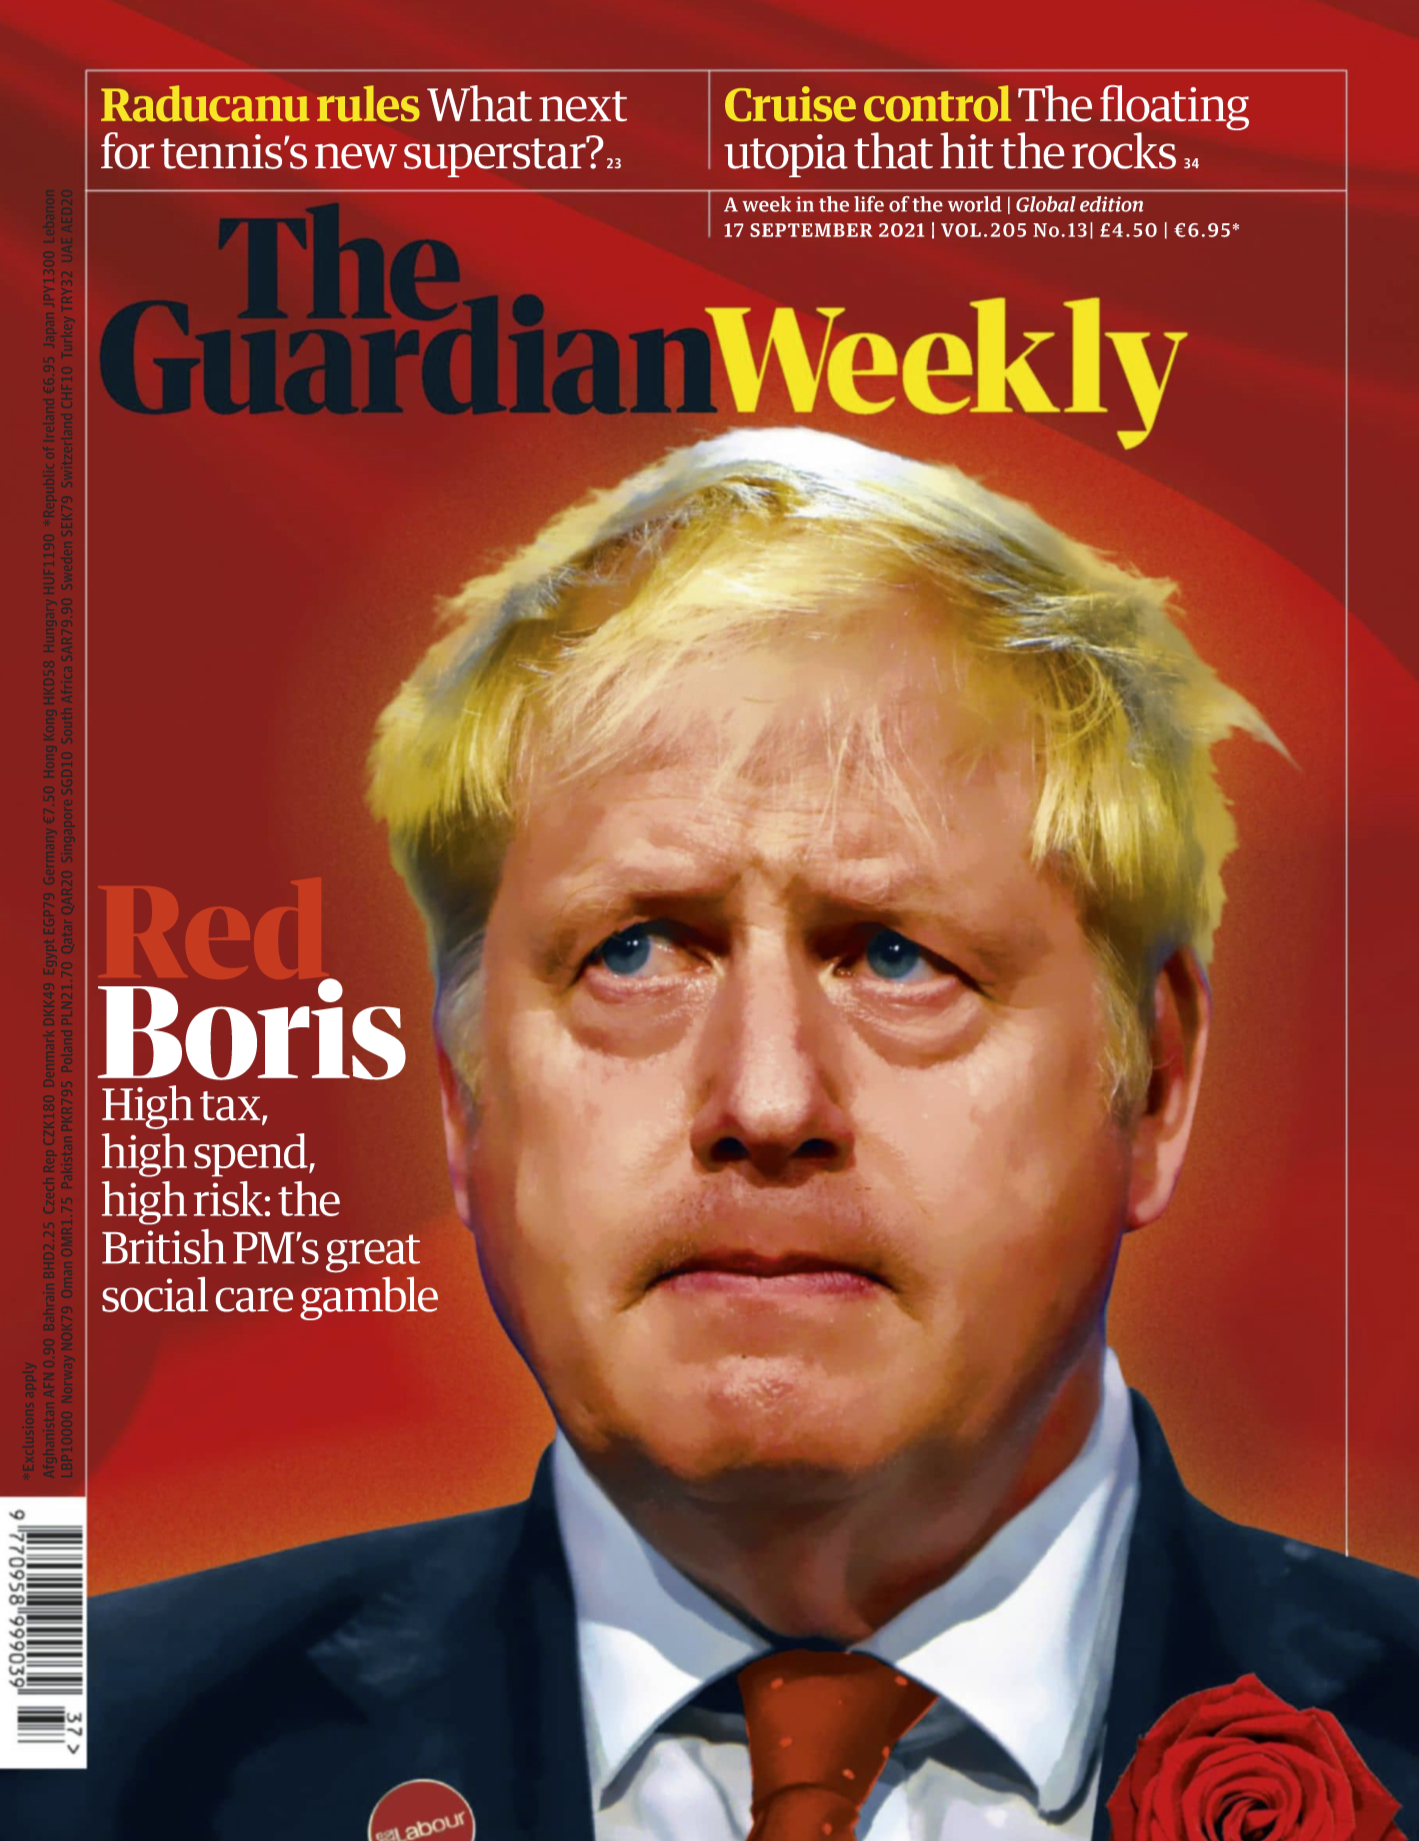 Raducanu rules What next
for tennis's new superstar? 23
Cruise control The floating
utopia that hit the rocks 34
A week in the life of the world | Global edition
17 SEPTEMBER 2021 | VOL.205 No.13| £4.50 | €6.95*
The
GuardianWeekly
Red
Boris
High tax,
high spend,
high risk: the
British PM's great
social care gamble
*Exclusions apply
Afghanistan AFN 0.90 Bahrain BHD2.25 Czech Rep CZK180 Denmark DKK49 Egypt EGP79 Germany €7.50 Hong Kong HKD58 Hungary HUF1190 *Republic of Ireland €6.95 Japan JPY1300 Lebanon
LBP10000 Norway NOK79 Oman OMR1.75 Pakistan PKR795 Poland PLN21.70 Qatar QAR20 Singapore SGD10 South Africa SAR79.90 Sweden SEK79 Switzerland CHF10 Turkey TRY32 UAE AED20
9 770958 999039
37>
Labour